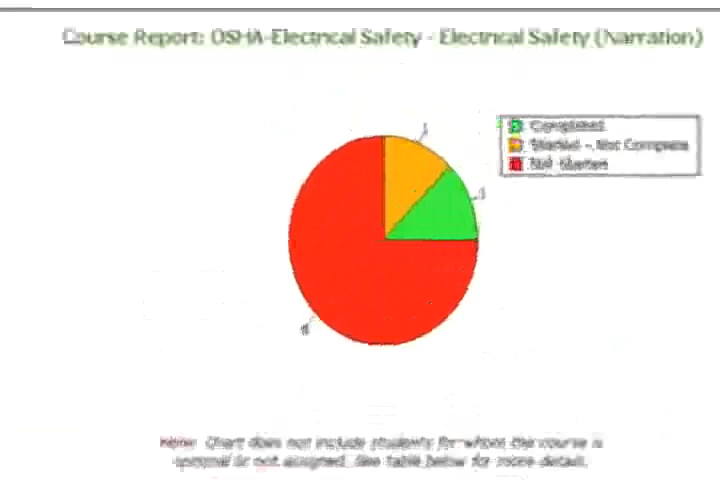 Course Report: OSHA-Electrical Safety - Electrical Safety (Narration)
1
Completed
Started - Not Complete
Not Started
1
6
Note: Chart does not include students for whom the course is
optional or not assigned. See table below for more detail.